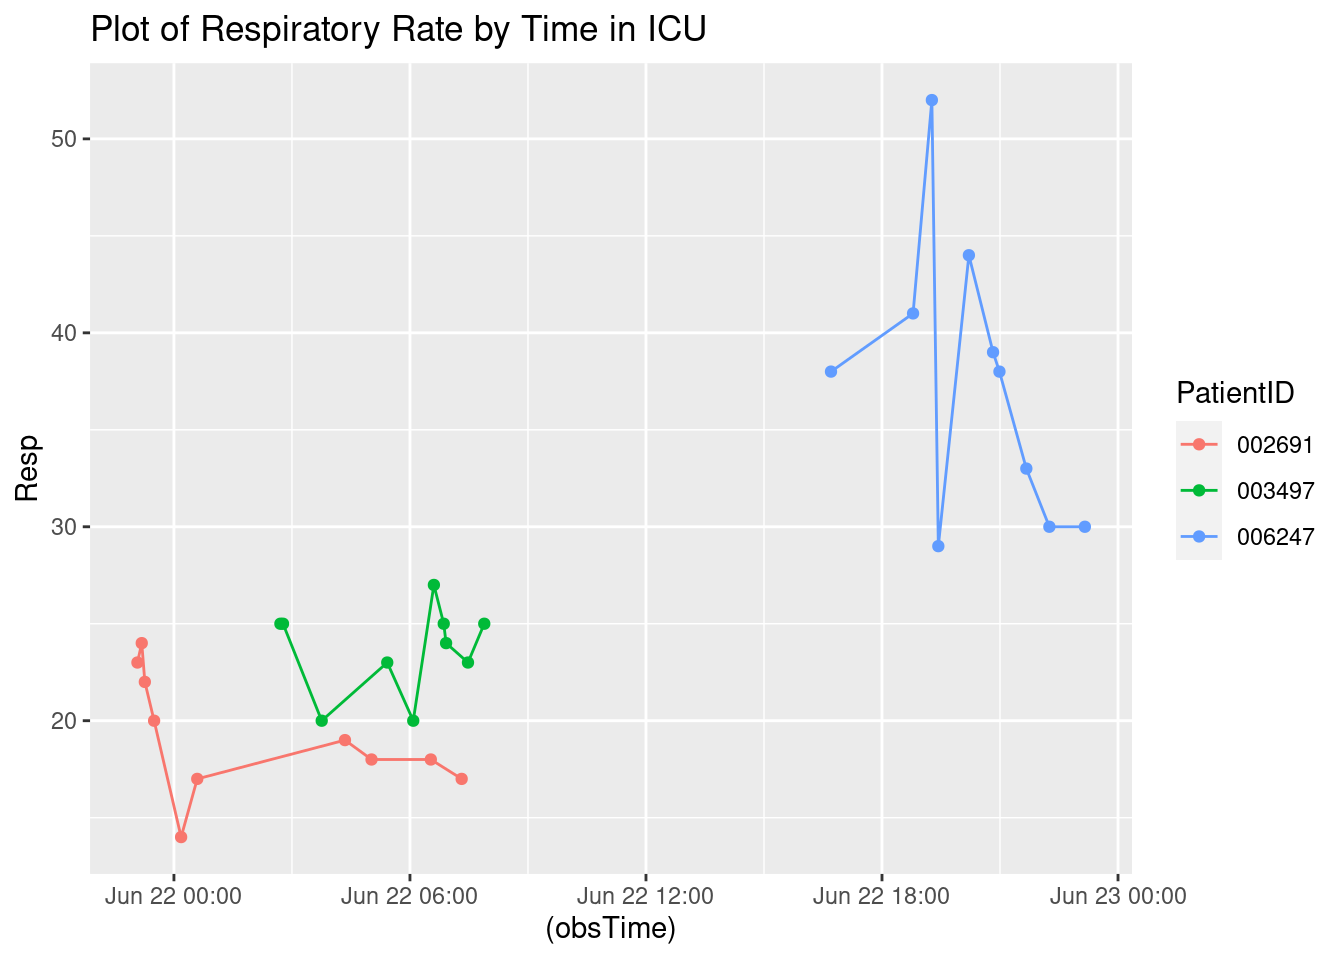 Plot of Respiratory Rate by Time in ICU
50
40
30
20
Resp
Jun 22 00:00
Jun 22 06:00
Jun 22 12:00
Jun 22 18:00
Jun 23 00:00
(obsTime)
PatientID
002691
003497
006247